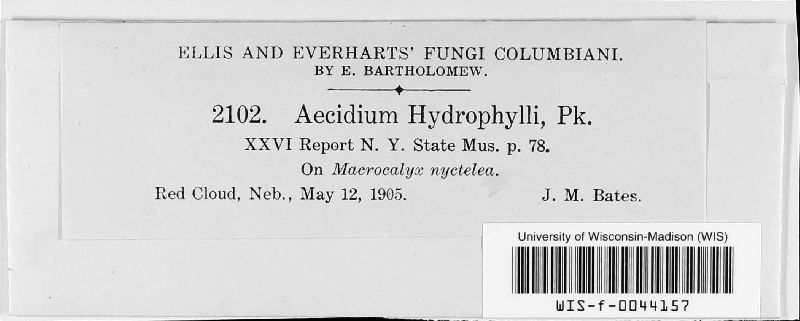 ELLIS AND EVERHARTS' FUNGI COLUMBIANI.
BY E. BARTHOLOMEW.
2102. Aecidium Hydrophylli, Pk.
XXVI Report N. Y. State Mus. p. 78.
On Macrocalyx nyctelea.
Red Cloud, Neb., May 12, 1905. J. M. Bates.
University of Wisconsin-Madison (WIS)
WIS-f-0044157